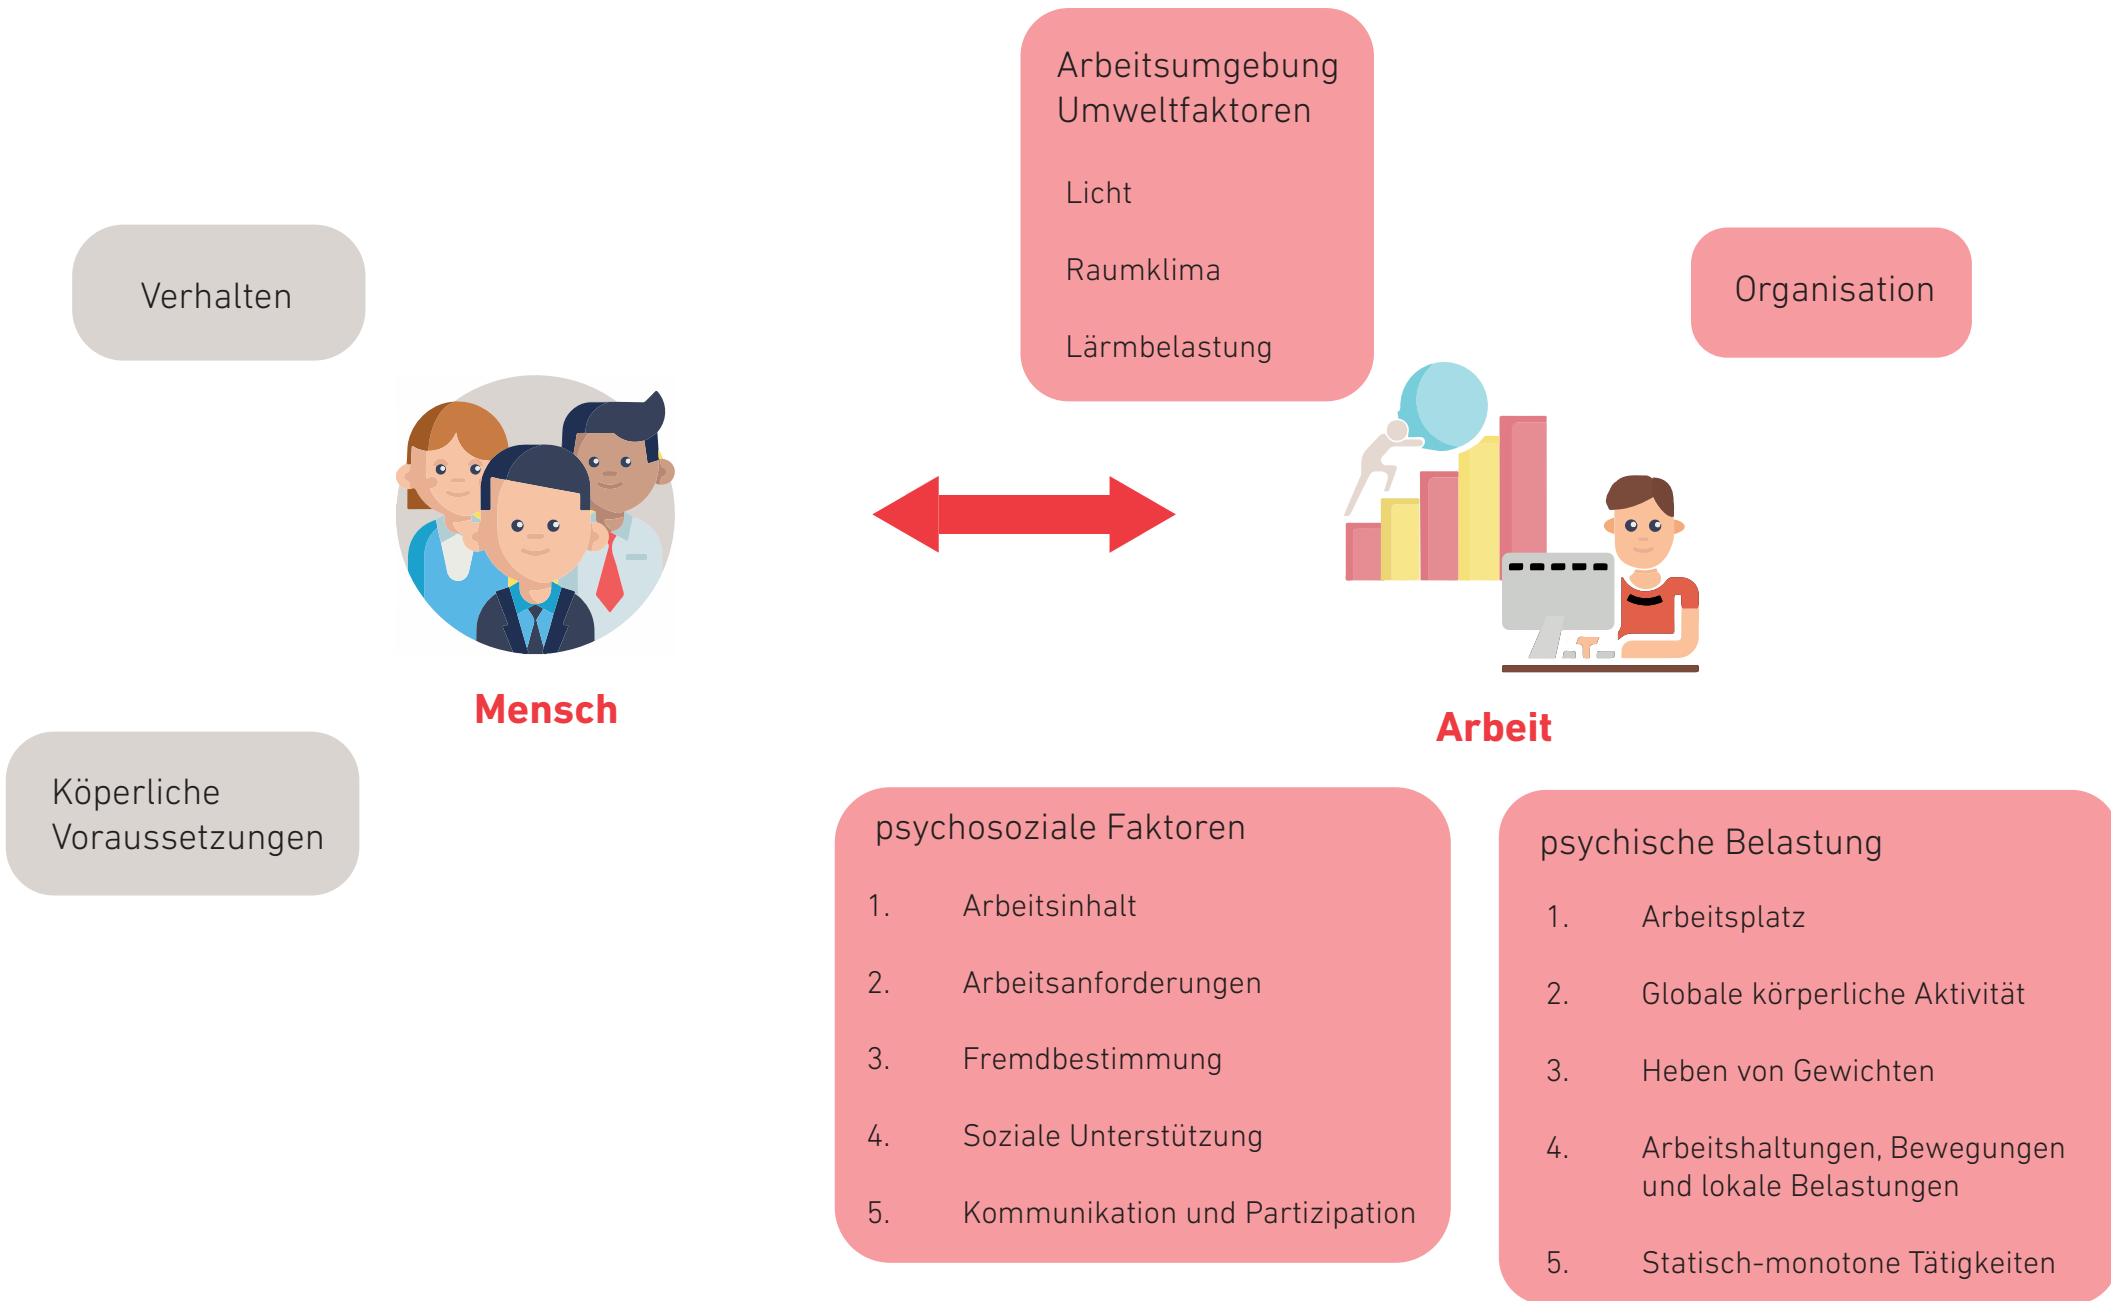 Arbeitsumgebung
Umweltfaktoren
Licht
Raumklima
Lärmbelastung
Verhalten
Organisation
Mensch
Arbeit
Köperliche
Voraussetzungen
psychosoziale Faktoren
1. Arbeitsinhalt
2. Arbeitsanforderungen
3. Fremdbestimmung
4. Soziale Unterstützung
5. Kommunikation und Partizipation
psychische Belastung
1. Arbeitsplatz
2. Globale körperliche Aktivität
3. Heben von Gewichten
4. Arbeitshaltungen, Bewegungen
und lokale Belastungen
5. Statisch-monotone Tätigkeiten